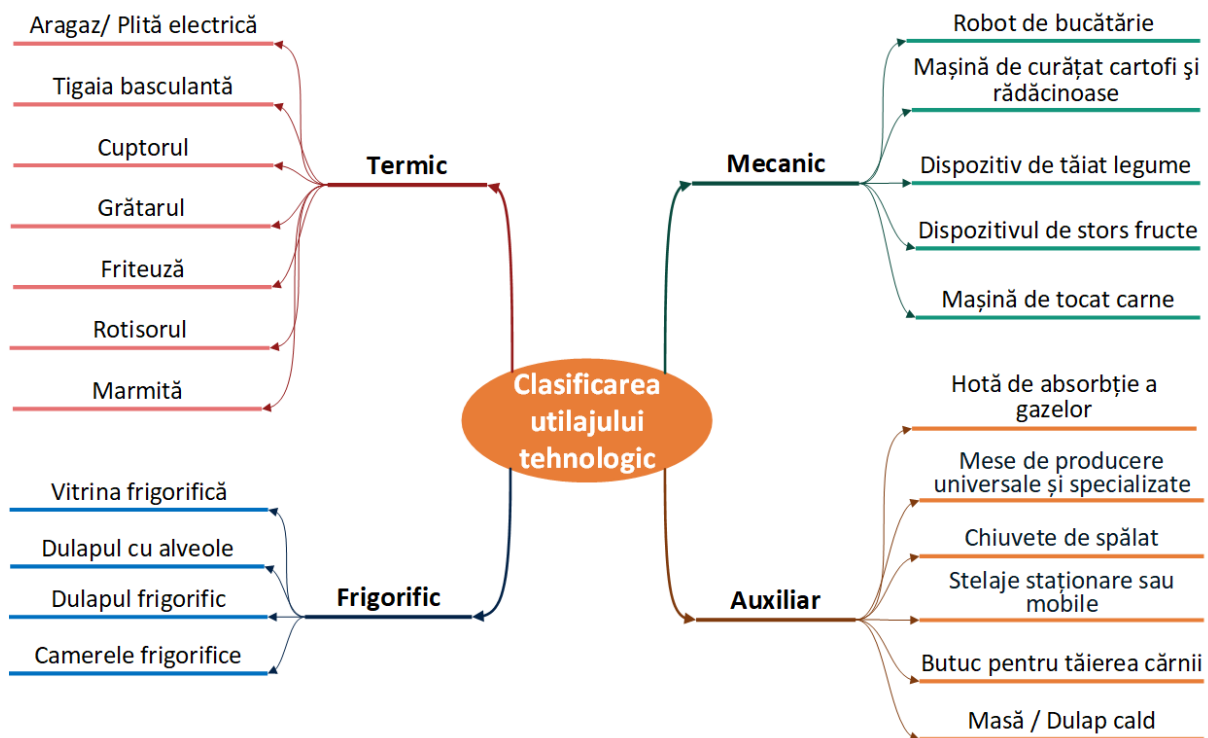 Clasificarea
utilajului
tehnologic
Termic
Aragaz/ Plită electrică
Tigaia basculantă
Cuptorul
Grătarul
Friteuză
Rotisorul
Marmită
Mecanic
Robot de bucătărie
Mașină de curățat cartofi şi
rădăcinoase
Dispozitiv de tăiat legume
Dispozitivul de stors fructe
Mașină de tocat carne
Frigorific
Vitrina frigorifică
Dulapul cu alveole
Dulapul frigorific
Camerele frigorifice
Auxiliar
Hotă de absorbție a
gazelor
Mese de producere
universale și specializate
Chiuvete de spălat
Stelaje staționare sau
mobile
Butuc pentru tăierea cărnii
Masă / Dulap cald